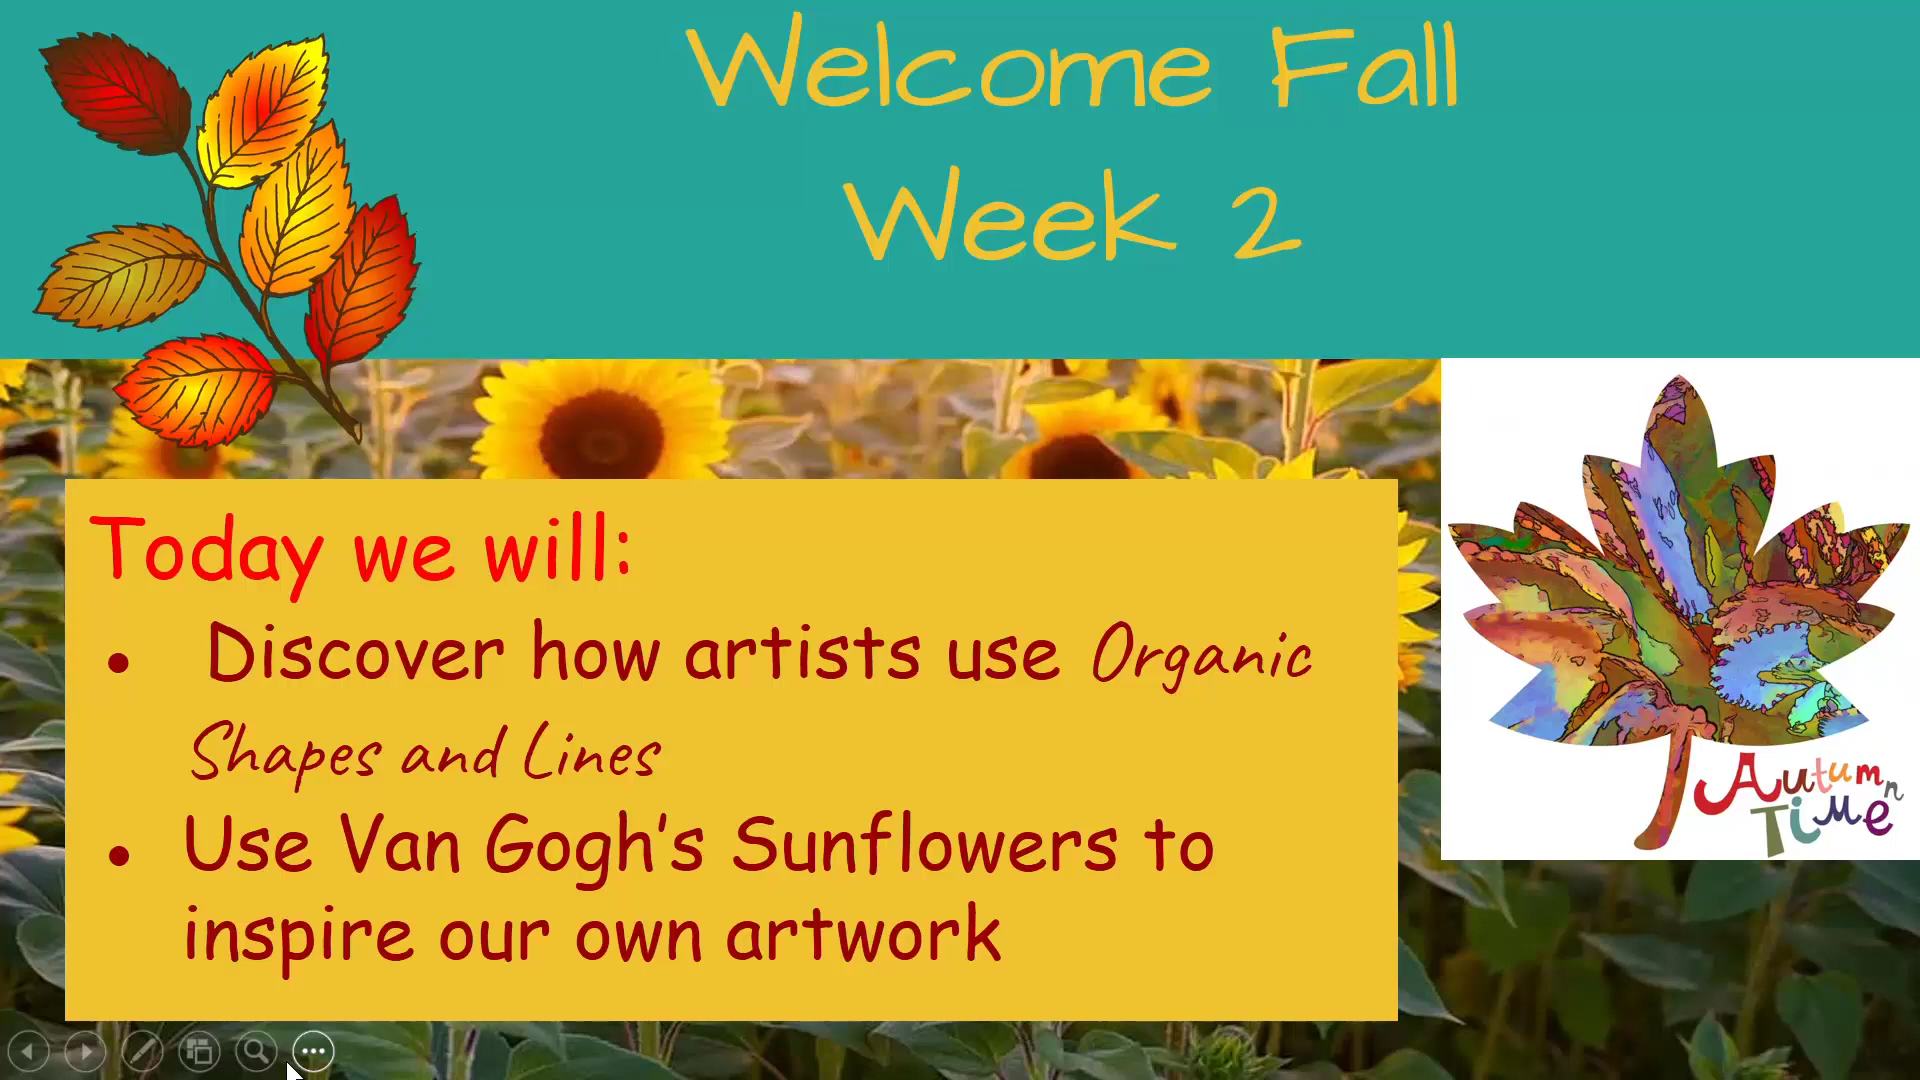 Welcome Fall
Week 2
Today we will:
• Discover how artists use Organic
Shapes and Lines
• Use Van Gogh's Sunflowers to
inspire our own artwork
Autumn
Time